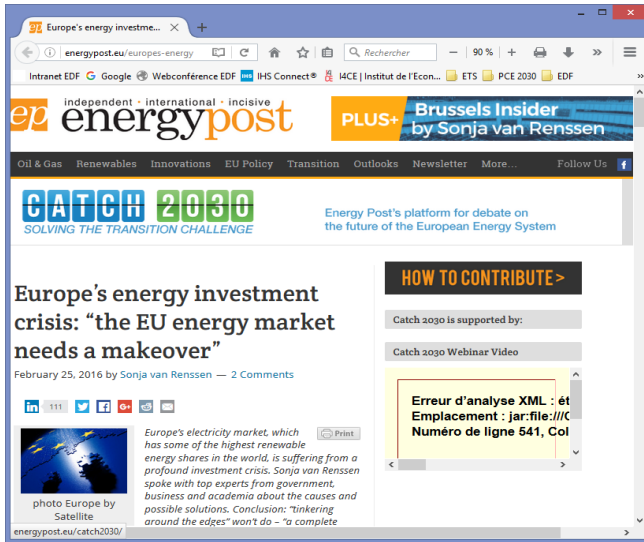 Europe's energy investme...
energypost.eu/europes-energy
Rechercher
90 %
Intranet EDF Google Webconférence EDF IHS Connect® I4CE | Institut de l'Econ... ETS PCE 2030 EDF
independent · international · incisive
ep energypost
PLUS+ Brussels Insider
by Sonja van Renssen
Oil & Gas Renewables Innovations EU Policy Transition Outlooks Newsletter More... Follow Us
CATCH 2030
SOLVING THE TRANSITION CHALLENGE
Energy Post's platform for debate on
the future of the European Energy System
HOW TO CONTRIBUTE >
Europe's energy investment
crisis: “the EU energy market
needs a makeover”
February 25, 2016 by Sonja van Renssen — 2 Comments
in 111
Catch 2030 is supported by:
Catch 2030 Webinar Video
Erreur d'analyse XML : ét
Emplacement : jar:file:///
Numéro de ligne 541, Col
Print
Europe's electricity market, which
has some of the highest renewable
energy shares in the world, is suffering from a
profound investment crisis. Sonja van Renssen
spoke with top experts from government,
business and academia about the causes and
possible solutions. Conclusion: “tinkering
around the edges” won't do – “a complete
photo Europe by
Satellite
energypost.eu/catch2030/